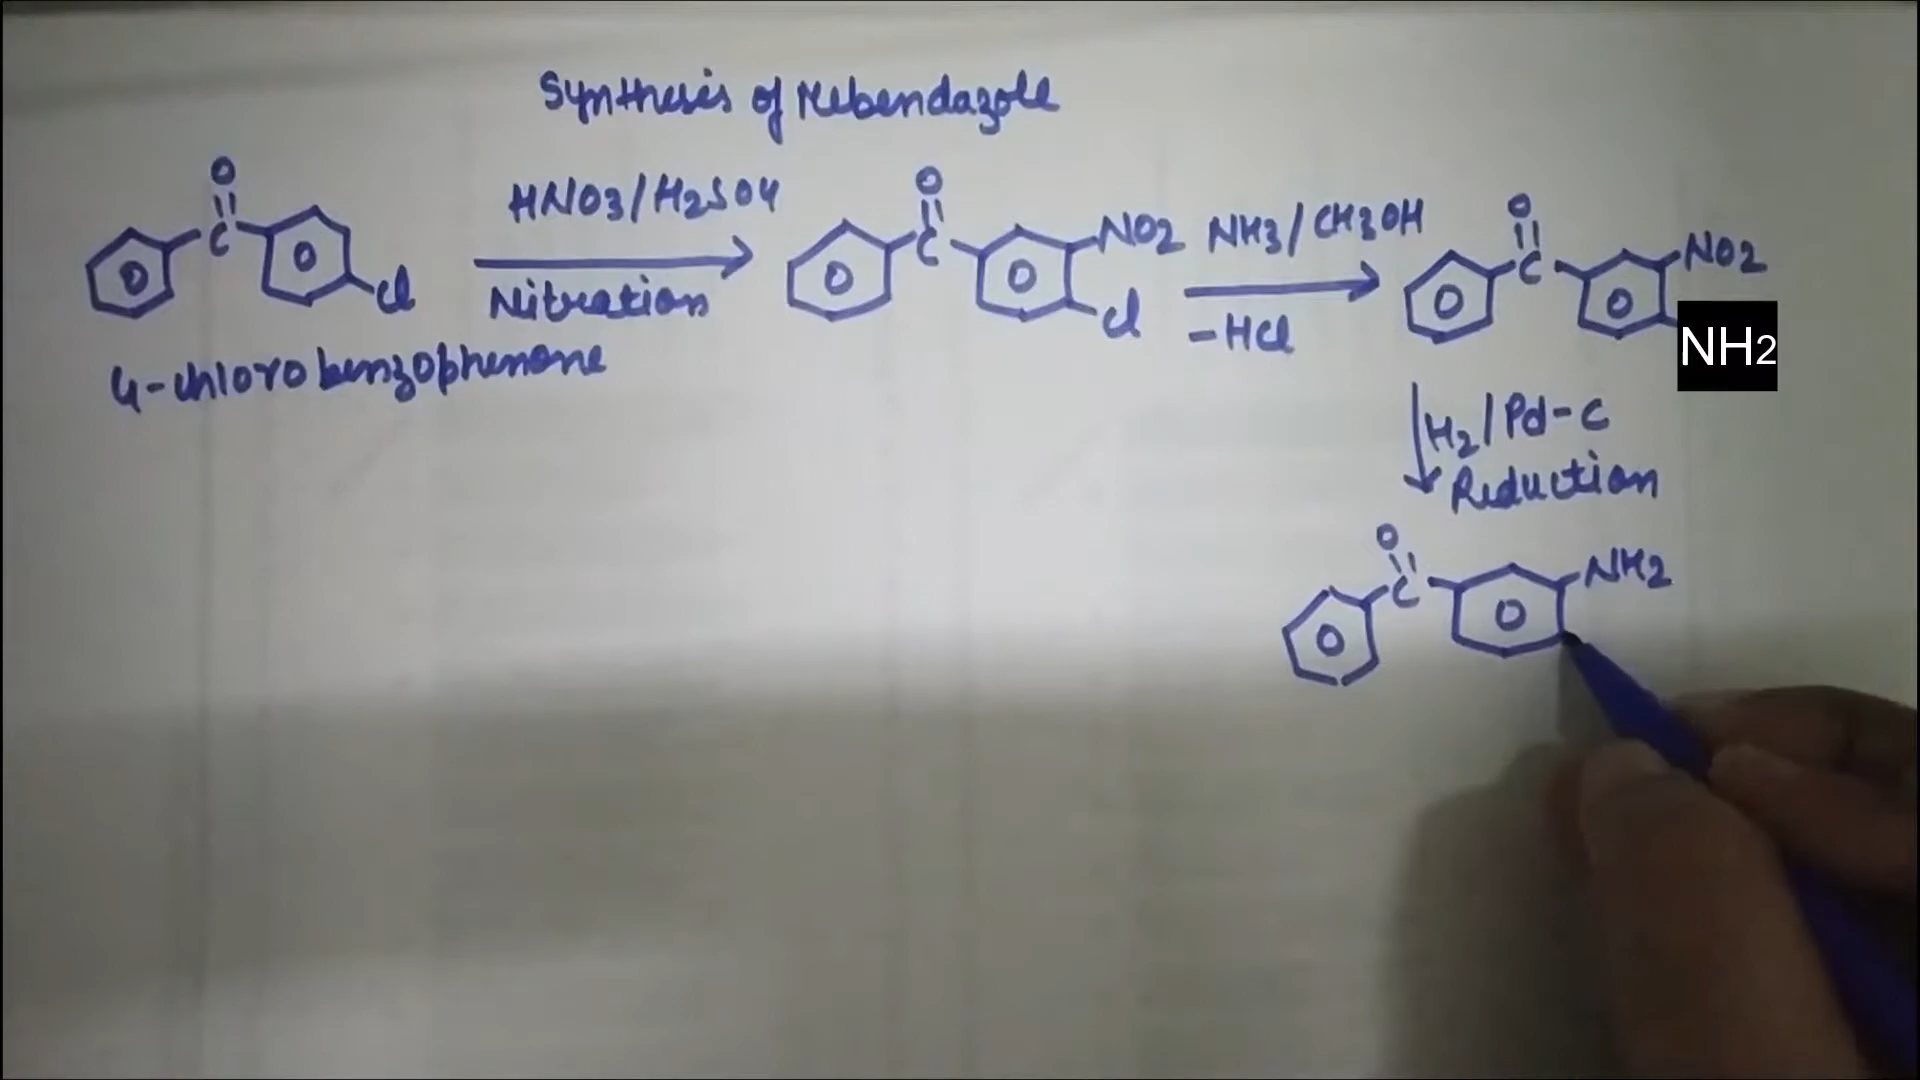 Synthesis of Mebendazole
O
C
Cl
4-chlorobenzophenone
HNO3/H2SO4
Nitration
O
C
NO2
Cl
NH3/CH3OH
-HCl
O
C
NO2
NH2
H2/Pd-C
Reduction
O
C
NH2